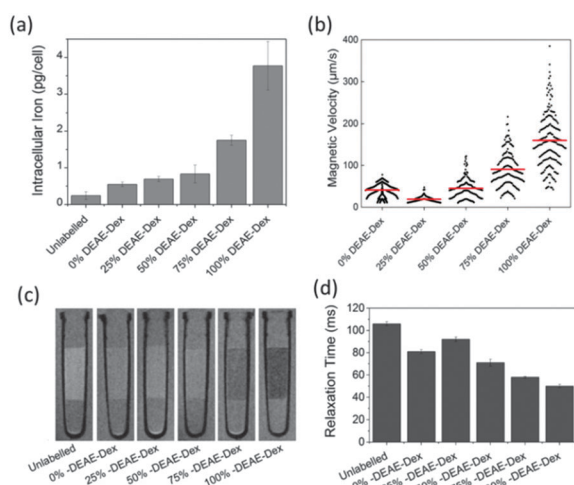 (a)
Intracellular Iron (pg/cell)
4
3
2
1
0
Unlabelled
0% DEAE-Dex
25% DEAE-Dex
50% DEAE-Dex
75% DEAE-Dex
100% DEAE-Dex
(b)
Magnetic Velocity (µm/s)
400
300
200
100
0
0% DEAE-Dex
25% DEAE-Dex
50% DEAE-Dex
75% DEAE-Dex
100% DEAE-Dex
(c)
Unlabelled
0% -DEAE-Dex
25% -DEAE-Dex
50% -DEAE-Dex
75% -DEAE-Dex
100% -DEAE-Dex
(d)
Relaxation Time (ms)
120
100
80
60
40
20
0
Unlabelled
0% -DEAE-Dex
-DEAE-Dex
-DEAE-Dex
-DEAE-Dex
-DEAE-Dex